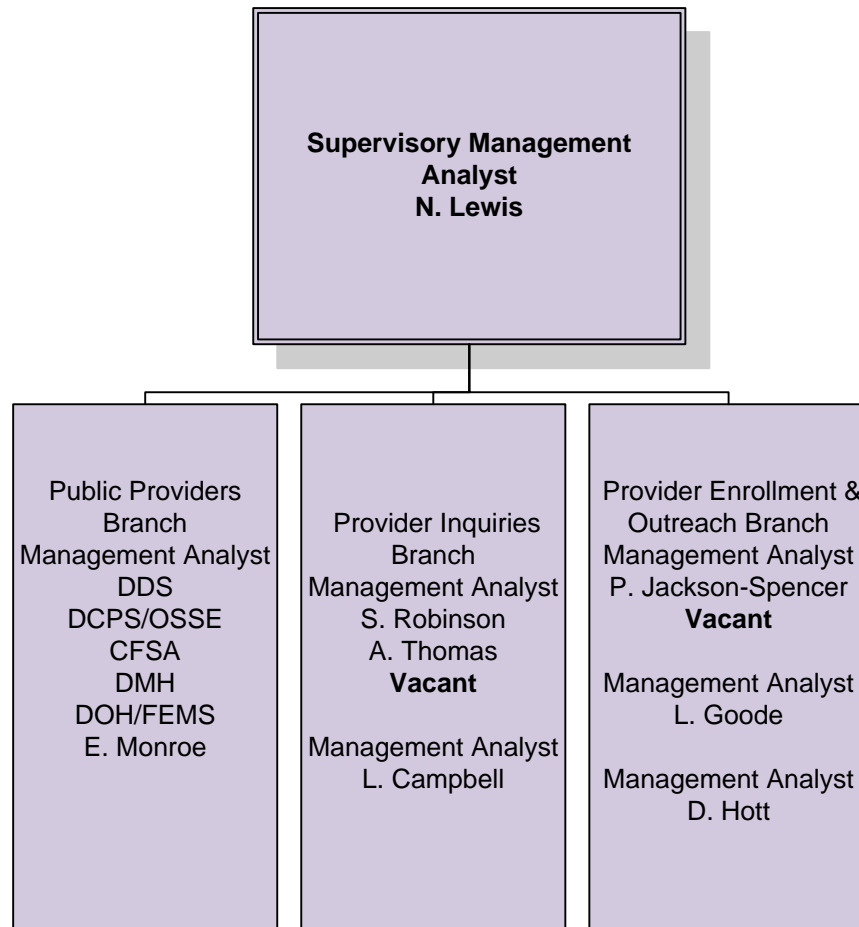 Supervisory Management
Analyst
N. Lewis
Public Providers
Branch
Management Analyst
DDS
DCPS/OSSE
CFSA
DMH
DOH/FEMS
E. Monroe
Provider Inquiries
Branch
Management Analyst
S. Robinson
A. Thomas
Vacant
Management Analyst
L. Campbell
Provider Enrollment &
Outreach Branch
Management Analyst
P. Jackson-Spencer
Vacant
Management Analyst
L. Goode
Management Analyst
D. Hott